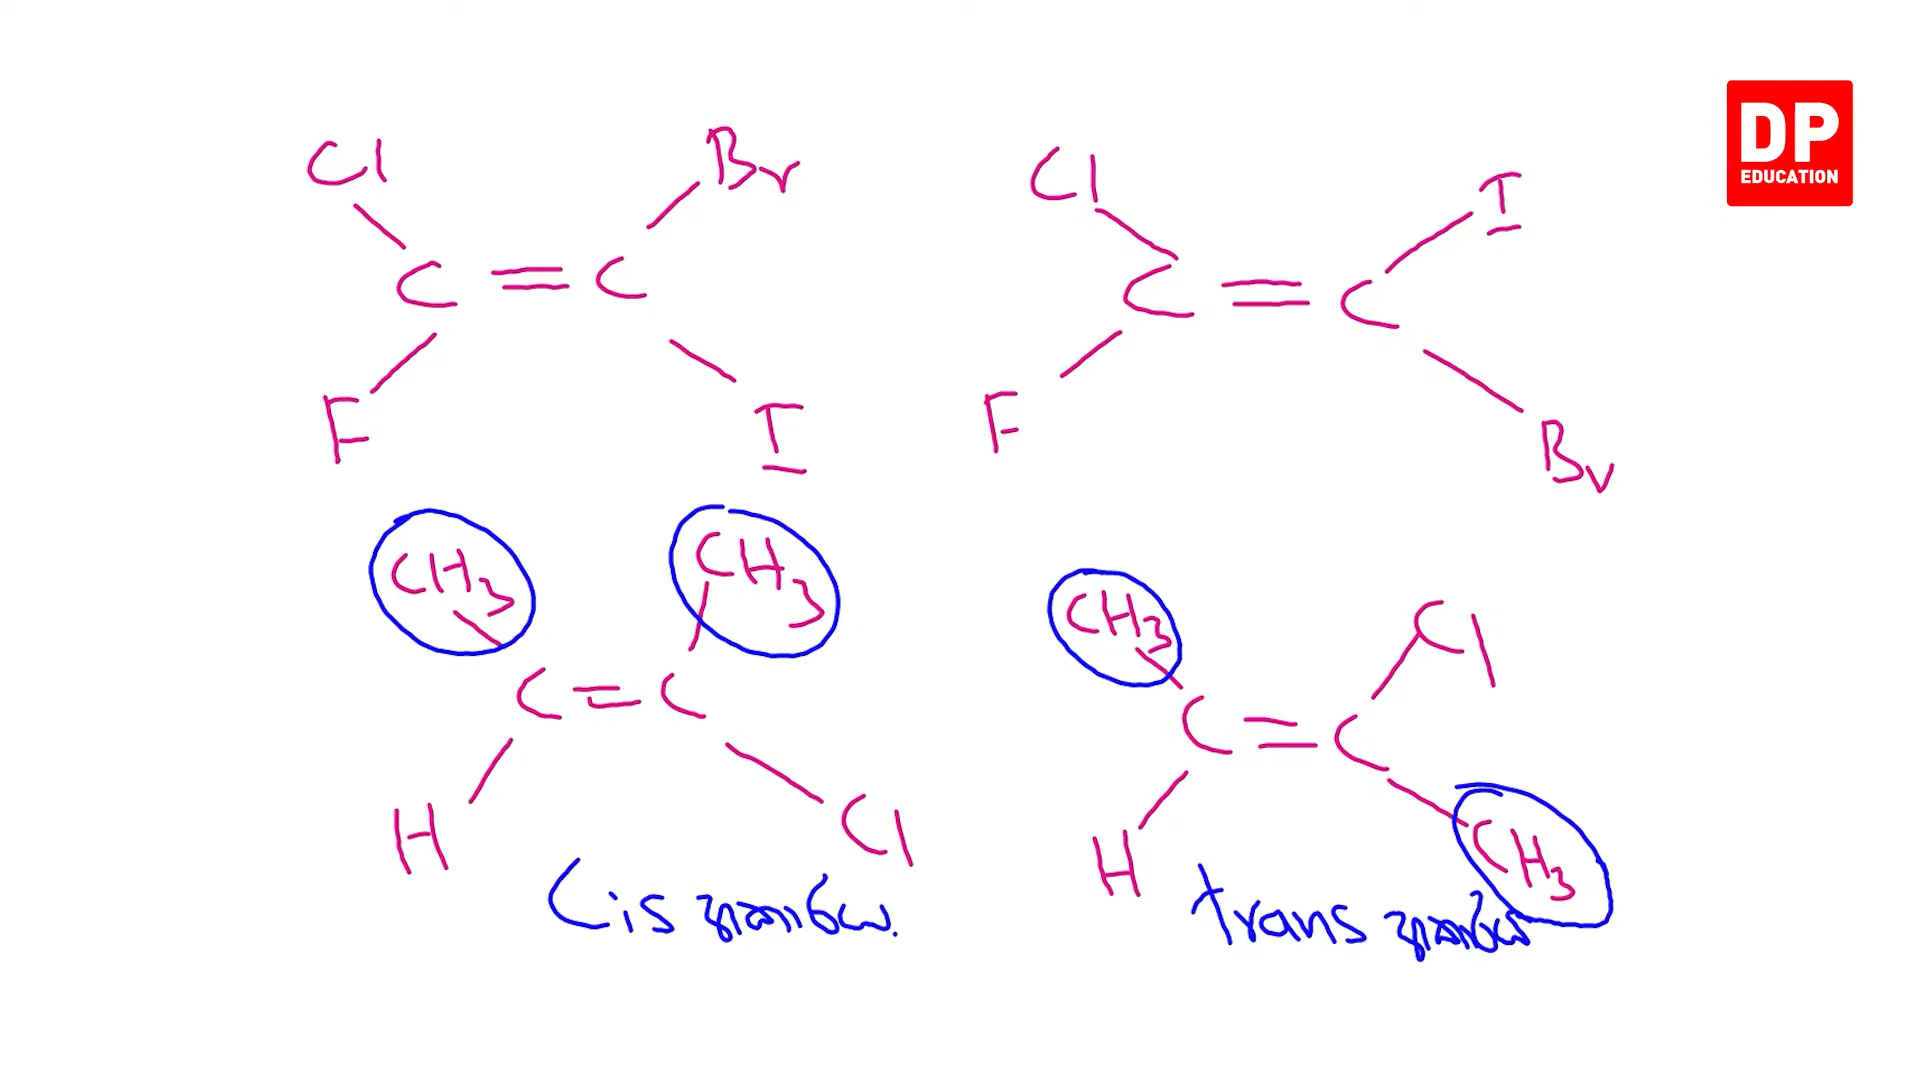 DP
EDUCATION
Cl Br Cl I
C = C C = C
F I F Br
CH3 CH3 CH3 Cl
C = C C = C
H Cl H CH3
Cis trans